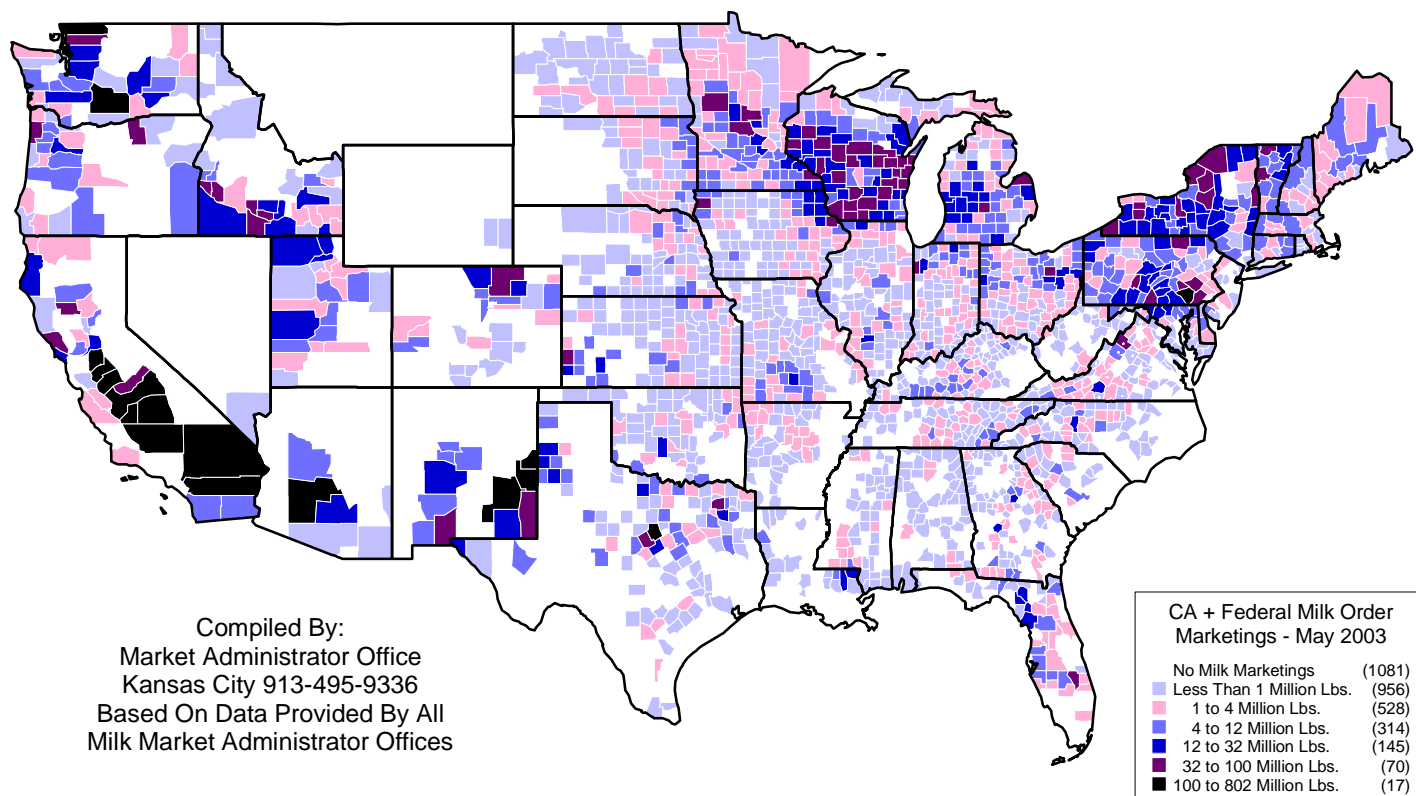 Compiled By:
Market Administrator Office
Kansas City 913-495-9336
Based On Data Provided By All
Milk Market Administrator Offices
CA + Federal Milk Order
Marketings - May 2003
No Milk Marketings (1081)
Less Than 1 Million Lbs. (956)
1 to 4 Million Lbs. (528)
4 to 12 Million Lbs. (314)
12 to 32 Million Lbs. (145)
32 to 100 Million Lbs. (70)
100 to 802 Million Lbs. (17)